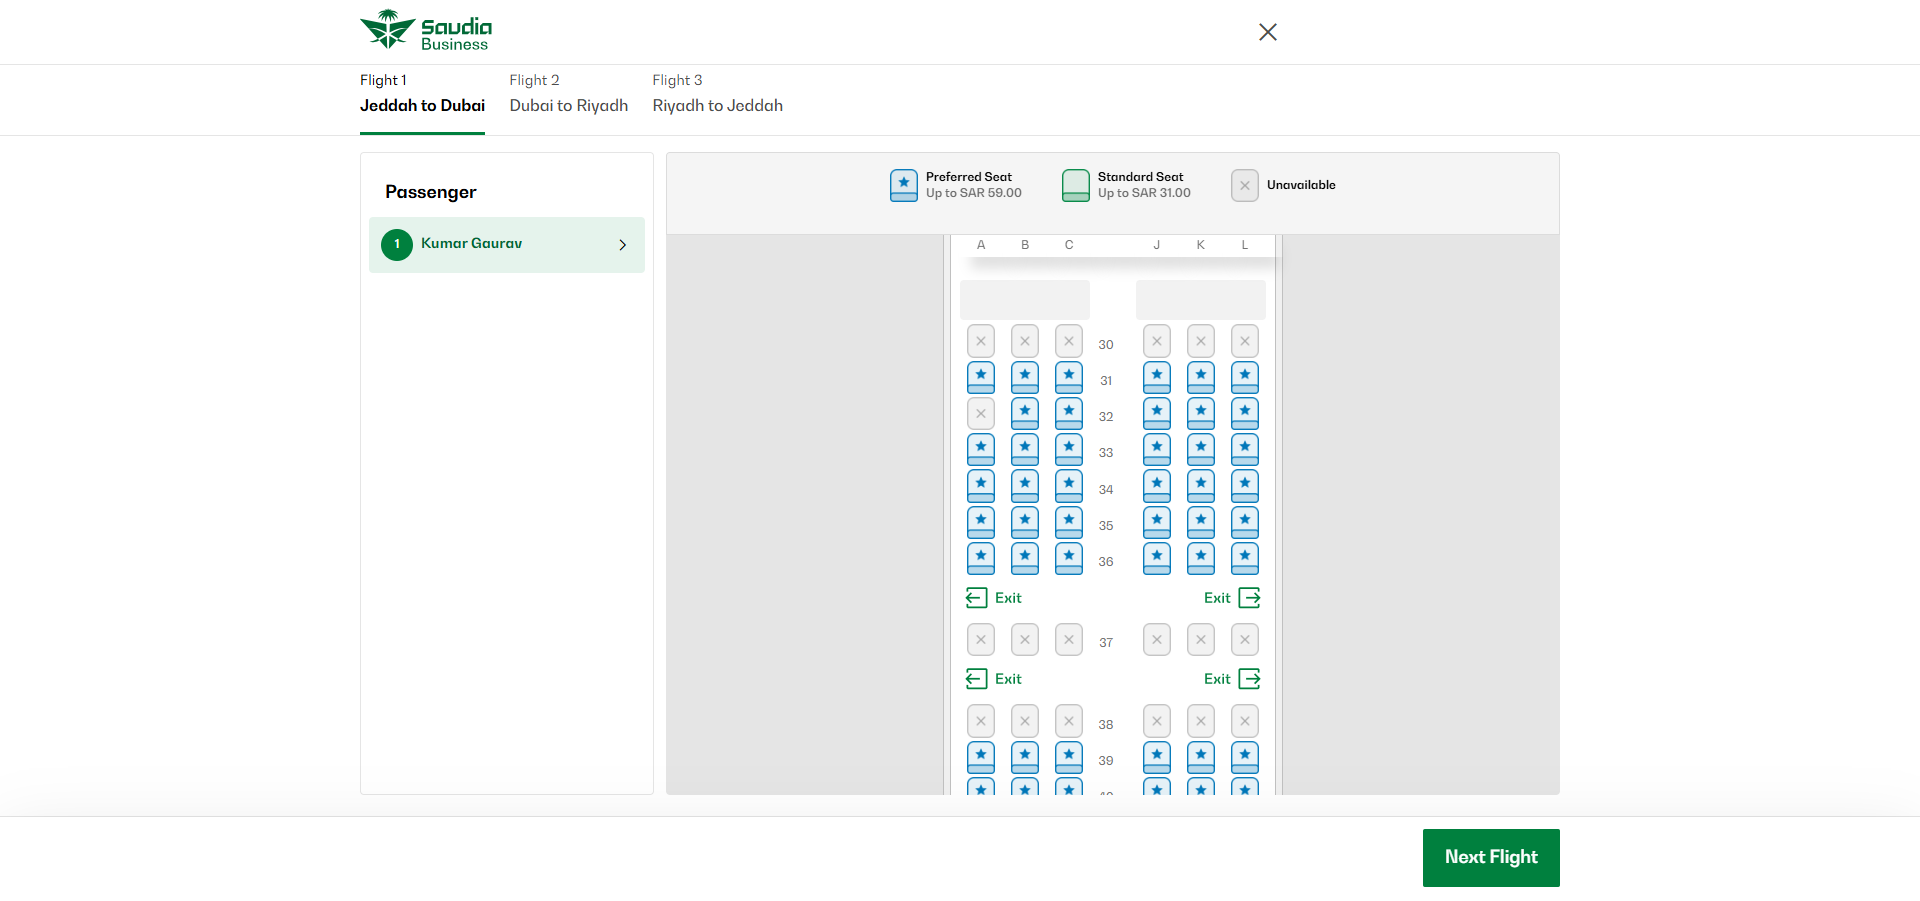 Saudia
Business
Flight 1
Jeddah to Dubai
Flight 2
Dubai to Riyadh
Flight 3
Riyadh to Jeddah
Passenger
1 Kumar Gaurav
Preferred Seat
Up to SAR 59.00
Standard Seat
Up to SAR 31.00
Unavailable
A B C J K L
30
31
32
33
34
35
36
Exit Exit
37
Exit Exit
38
39
Next Flight